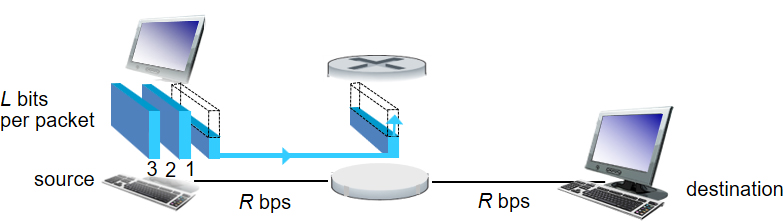 L bits
per packet
3 2 1
source
R bps
R bps
destination